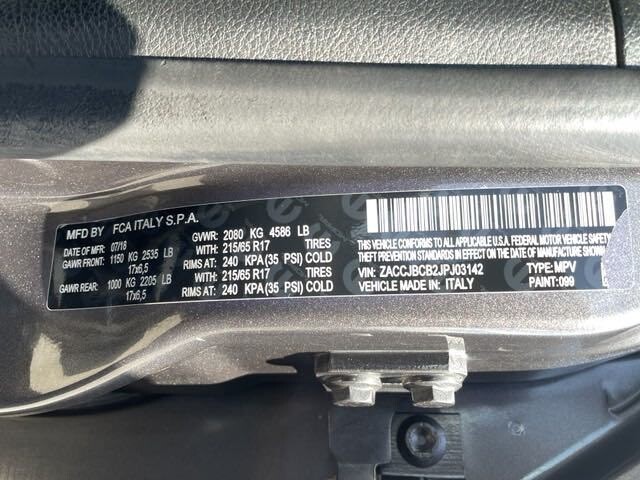 MFD BY FCA ITALY S.P.A.
DATE OF MFR: 07/18 GVWR: 2080 KG 4586 LB
GAWR FRONT: 1150 KG 2535 LB WITH: 215/65 R17 TIRES
17x6,5 RIMS AT: 240 KPA (35 PSI) COLD
GAWR REAR: 1000 KG 2205 LB WITH: 215/65 R17 TIRES
17x6,5 RIMS AT: 240 KPA (35 PSI) COLD
THIS VEHICLE CONFORMS TO ALL APPLICABLE U.S.A. FEDERAL
MOTOR VEHICLE SAFETY, BUMPER AND
THEFT PREVENTION STANDARDS IN EFFECT ON THE DATE OF MANUFACTURE SHOWN ABOVE.
VIN: ZACCJBCB2JPJ03142 TYPE: MPV
VEHICLE MADE IN: ITALY PAINT: 099